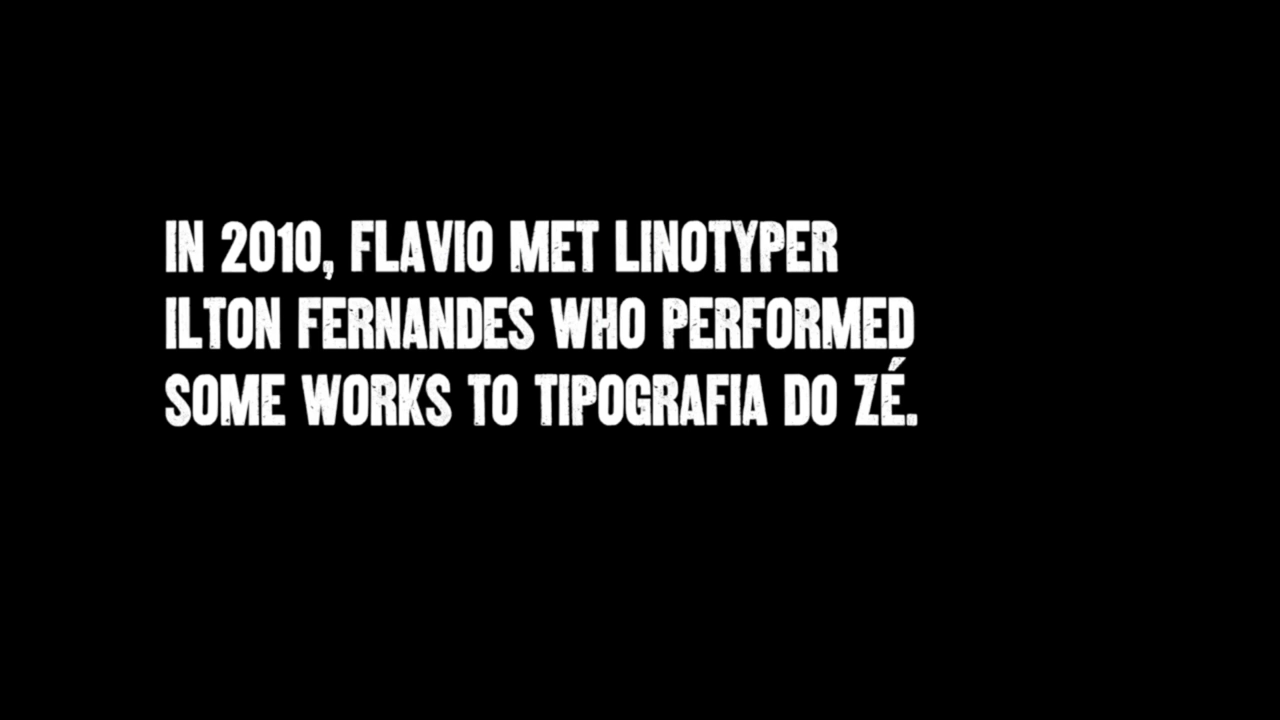 IN 2010, FLAVIO MET LINOTYPER
ILTON FERNANDES WHO PERFORMED
SOME WORKS TO TIPOGRAFIA DO ZÉ.